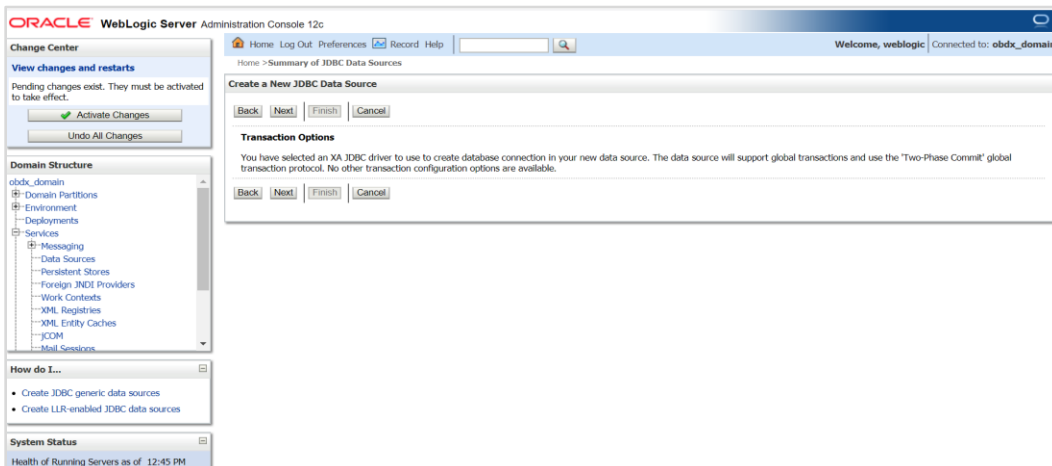 ORACLE WebLogic Server Administration Console 12c
Change Center
View changes and restarts
Pending changes exist. They must be activated
to take effect.
Activate Changes
Undo All Changes
Domain Structure
obdx_domain
Domain Partitions
Environment
Deployments
Services
Messaging
Data Sources
Persistent Stores
Foreign JNDI Providers
Work Contexts
XML Registries
XML Entity Caches
jCOM
Mail Sessions
How do I...
Create JDBC generic data sources
Create LLR-enabled JDBC data sources
System Status
Health of Running Servers as of 12:45 PM
Home Log Out Preferences Record Help
Welcome, weblogic Connected to: obdx_domain
Home >Summary of JDBC Data Sources
Create a New JDBC Data Source
Back Next Finish Cancel
Transaction Options
You have selected an XA JDBC driver to use to create database connection in your new data source. The data source will support global transactions and use the 'Two-Phase Commit' global
transaction protocol. No other transaction configuration options are available.
Back Next Finish Cancel